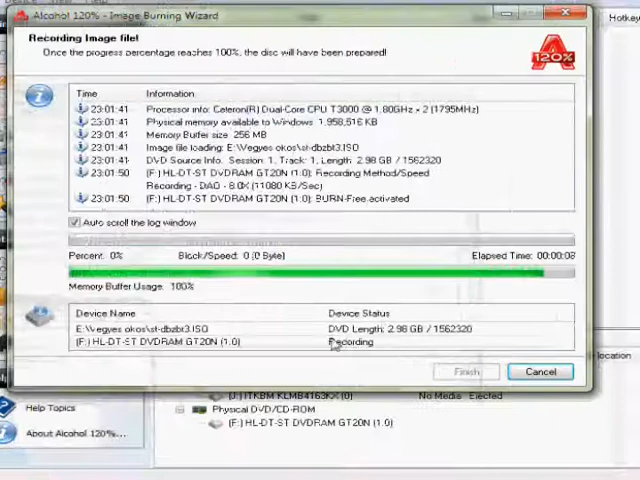 Alcohol 120% - Image Burning Wizard
Hotkey
Recording Image file!
Once the progress percentage reaches 100%, the disc will have been prepared!
120%
Time Information
23:01:41 Processor info: Celeron(R) Dual-Core CPU T3000 @ 1.80GHz × 2 (1795MHz)
23:01:41 Physical memory available to Windows: 1,958,516 KB
23:01:41 Memory Buffer size: 256 MB
23:01:41 Image file loading: E:\Vegyes okos\st-dbzbt3.ISO
23:01:41 DVD Source Info. Session: 1, Track: 1, Length: 2.98 GB / 1562320
23:01:50 (F:) HL-DT-ST DVDRAM GT20N (1.0): Recording Method/Speed
Recording - DAO - 8.0X (11080 KB/Sec)
23:01:50 (F:) HL-DT-ST DVDRAM GT20N (1.0): BURN-Free activated
Auto scroll the log window
Percent: 0% Block/Speed: 0 (0 Byte) Elapsed Time: 00:00:08
Memory Buffer Usage: 100%
Device Name Device Status
E:\Vegyes okos\st-dbzbt3.ISO DVD Length: 2.98 GB / 1562320
(F:) HL-DT-ST DVDRAM GT20N (1.0) Recording
location
Finish Cancel
(J:) ITKBM KLMB4163KX (0) No Media Ejected
Help Topics
Physical DVD/CD-ROM
(F:) HL-DT-ST DVDRAM GT20N (1.0)
About Alcohol 120%...